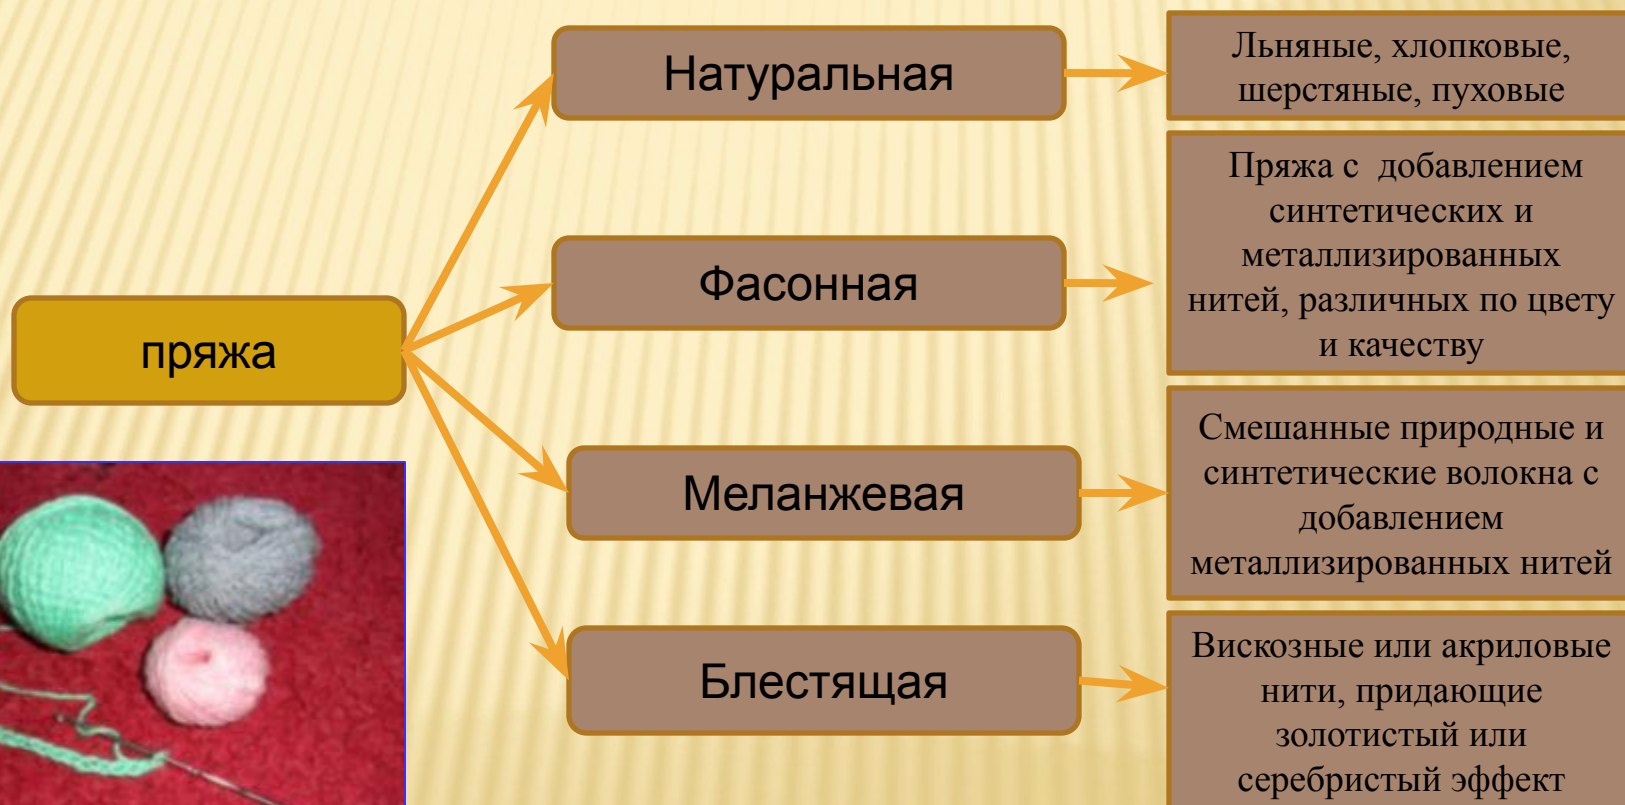 пряжа
Натуральная
Льняные, хлопковые,
шерстяные, пуховые
Фасонная
Пряжа с  добавлением
синтетических и
металлизированных
нитей, различных по цвету
и качеству
Меланжевая
Смешанные природные и
синтетические волокна с
добавлением
металлизированных нитей
Блестящая
Вискозные или акриловые
нити, придающие
золотистый или
серебристый эффект